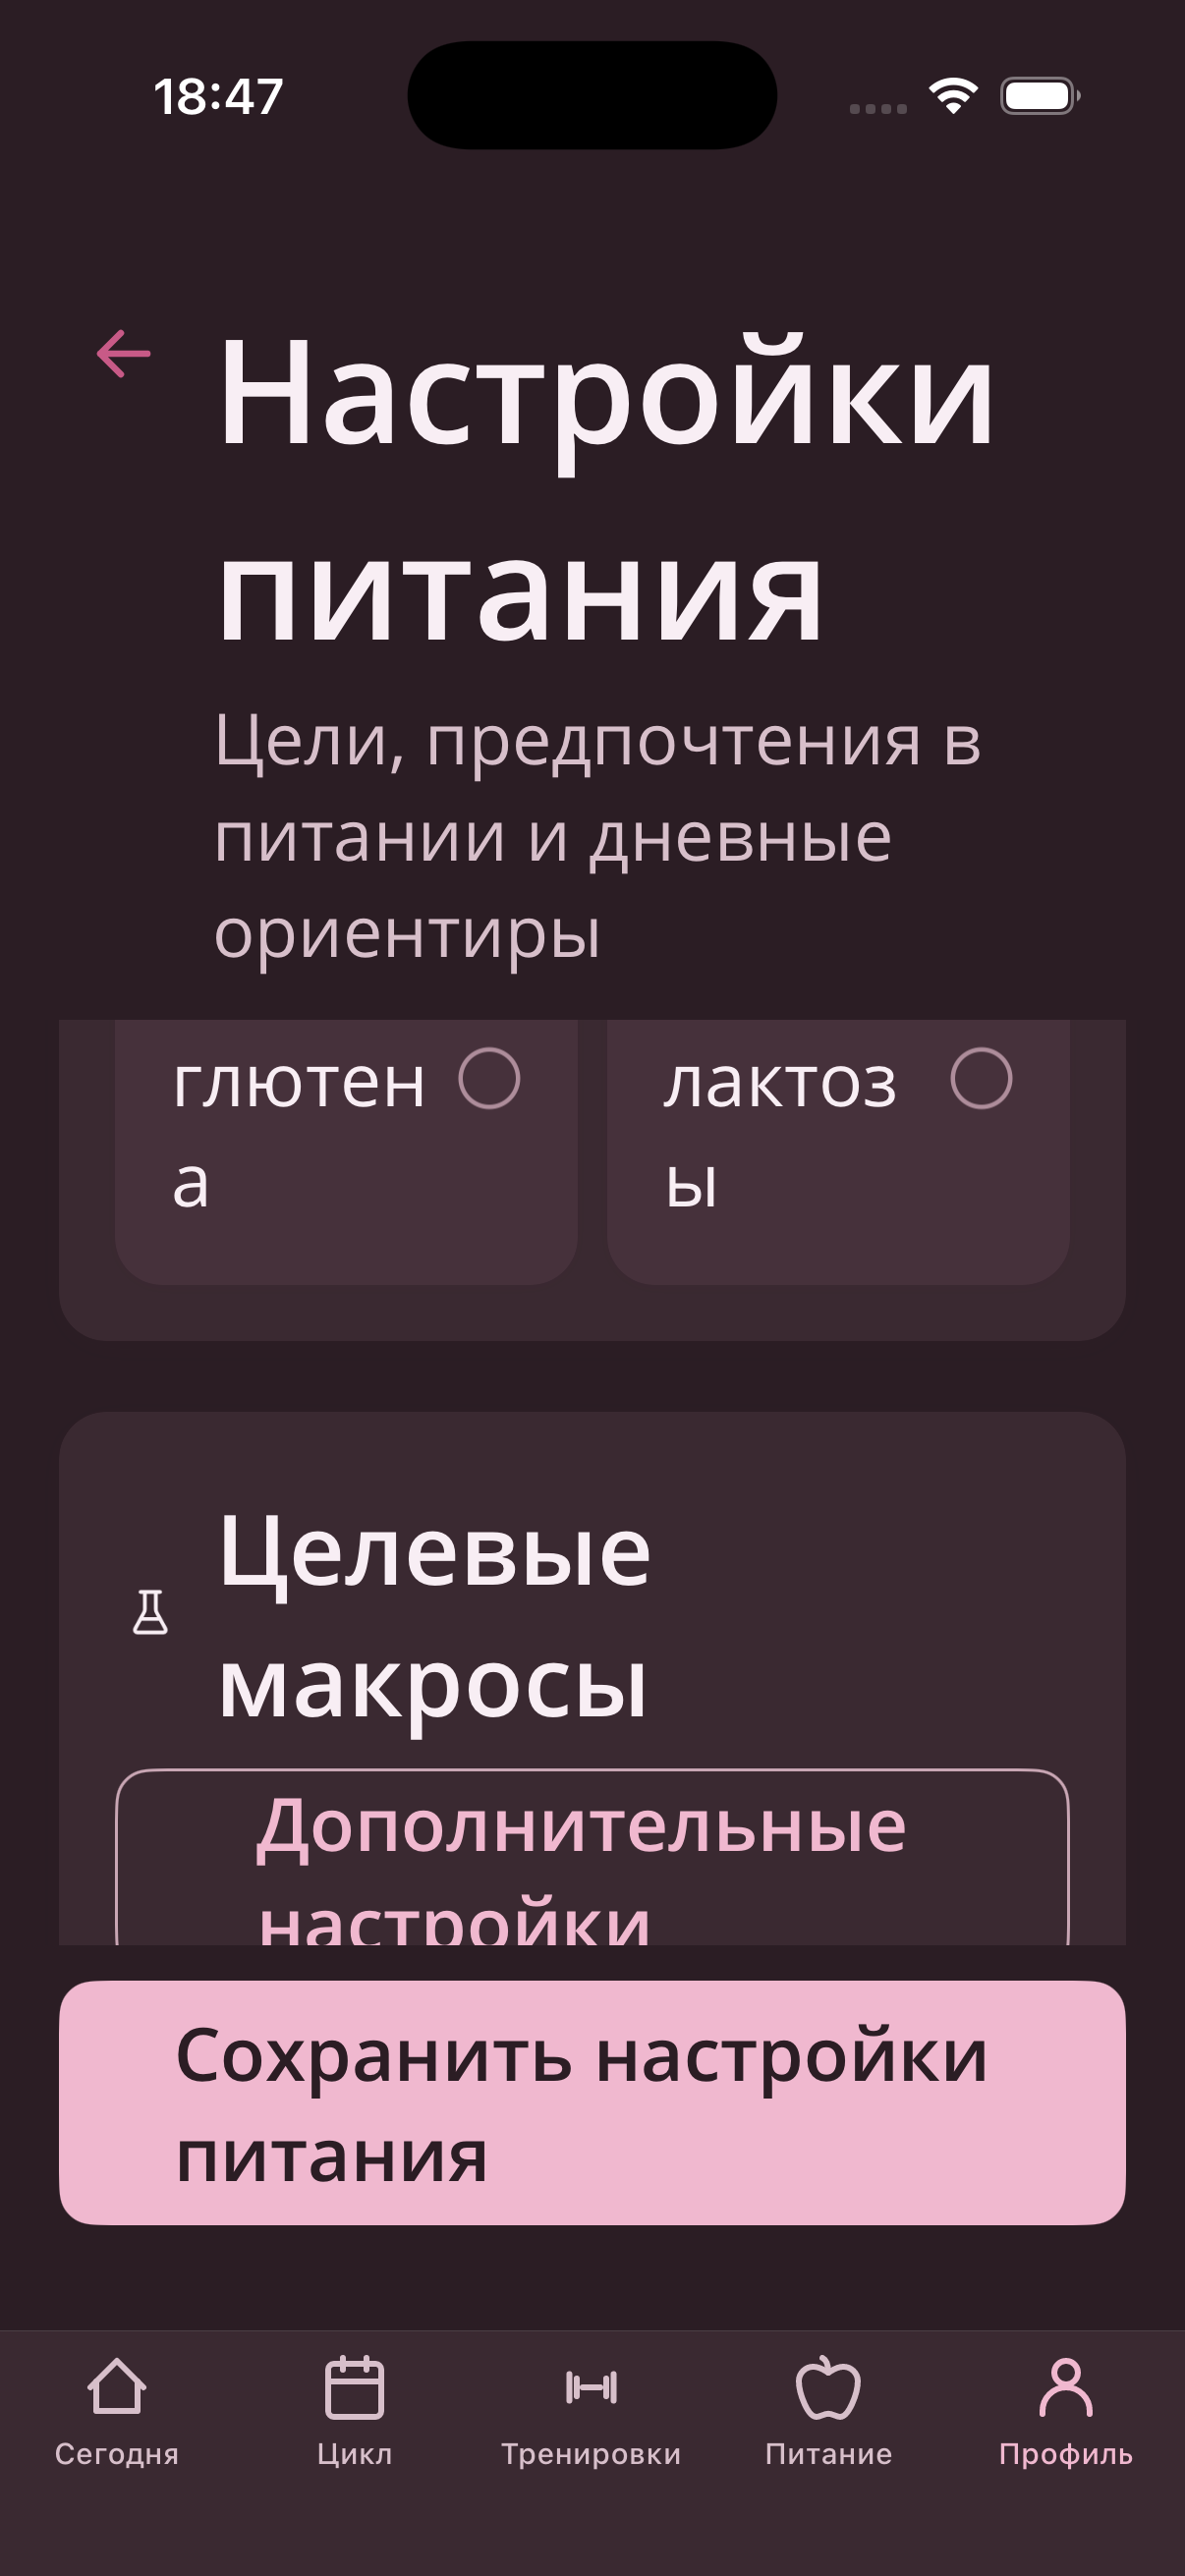 18:47
Настройки
питания
Цели, предпочтения в
питании и дневные
ориентиры
глютен
а
лактоз
ы
Целевые
макросы
Дополнительные
настройки
Сохранить настройки
питания
Сегодня
Цикл
Тренировки
Питание
Профиль